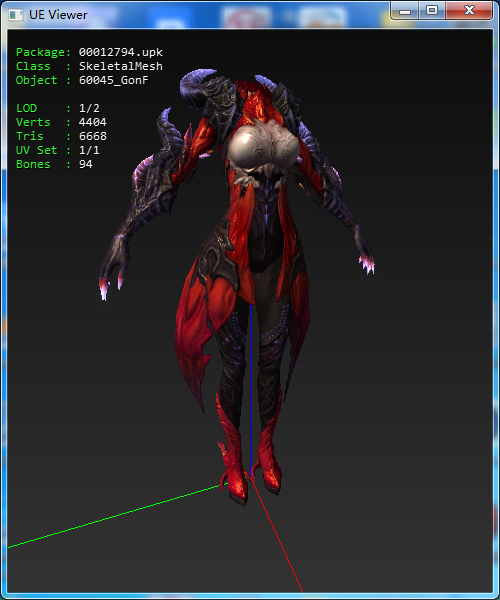 UE Viewer
Package: 00012794.upk
Class : SkeletalMesh
Object : 60045_GonF
LOD : 1/2
Verts : 4404
Tris : 6668
UV Set : 1/1
Bones : 94